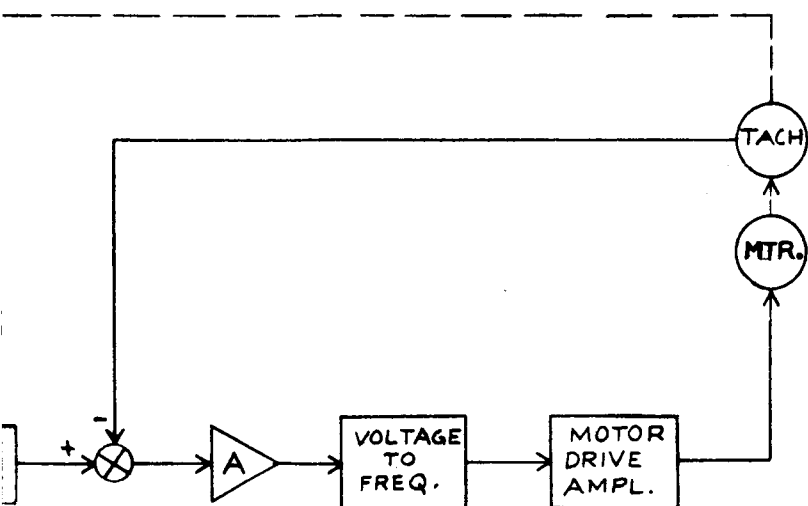 TACH
MTR.
-
+
A
VOLTAGE
TO
FREQ.
MOTOR
DRIVE
AMPL.